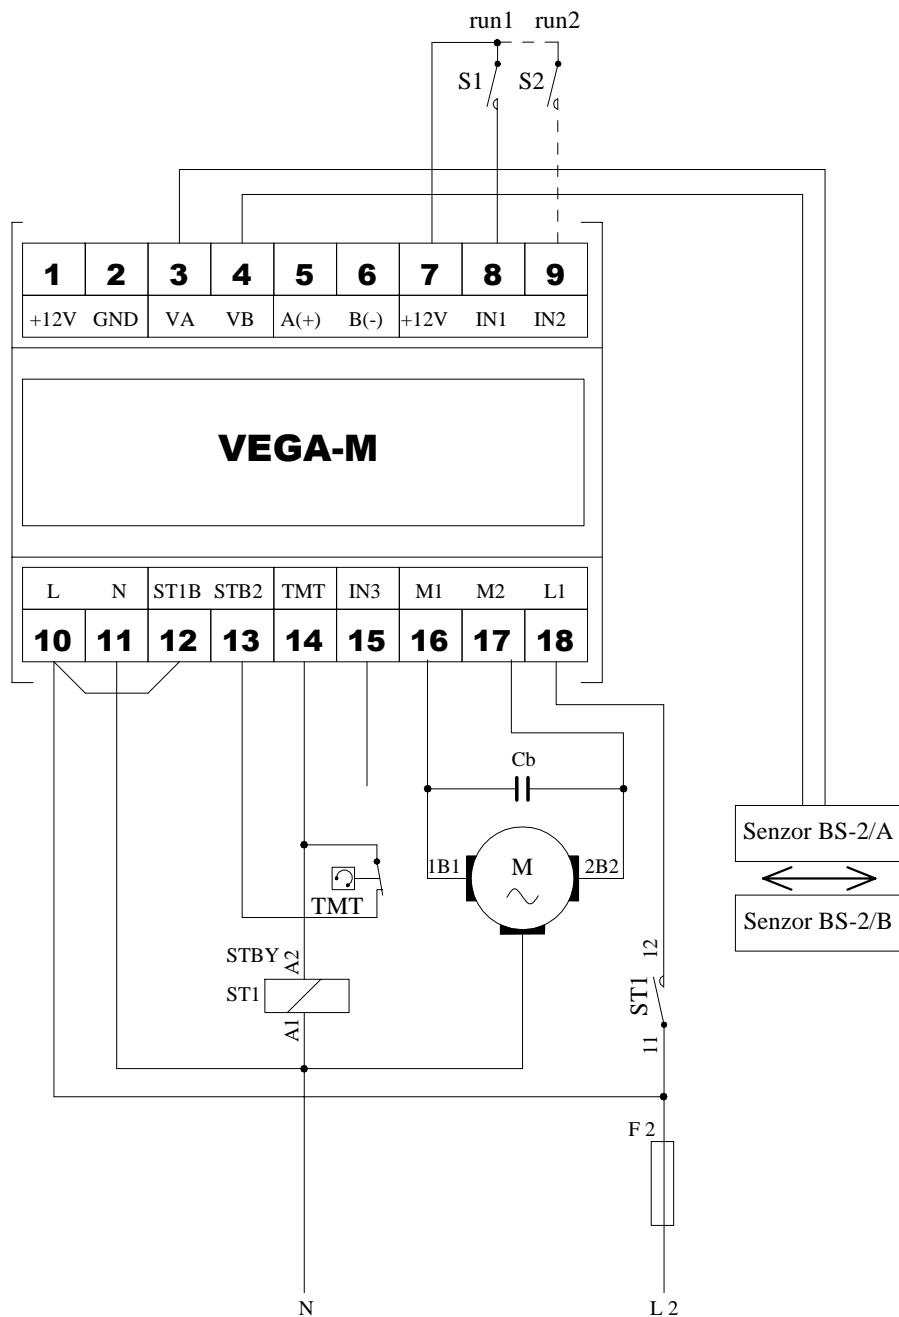 run1 run2
S1 S2
1 2 3 4 5 6 7 8 9
+12V GND VA VB A(+) B(-) +12V IN1 IN2
VEGA-M
L N ST1B STB2 TMT IN3 M1 M2 L1
10 11 12 13 14 15 16 17 18
Cb
Senzor BS-2/A
1B1 M 2B2
TMT
Senzor BS-2/B
STBY A2
12
ST1
ST1
A1
11
F 2
N L 2